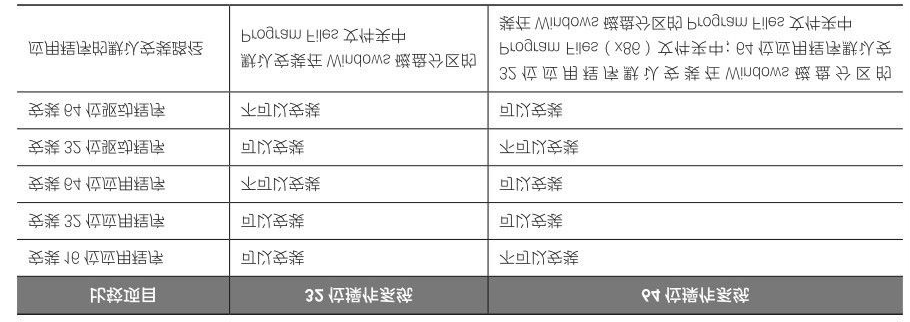 比较项目 32 位操作系统 64 位操作系统
安装 16 位应用程序 可以安装 不可以安装
安装 32 位应用程序 可以安装 可以安装
安装 64 位应用程序 不可以安装 可以安装
安装 32 位驱动程序 可以安装 不可以安装
安装 64 位驱动程序 不可以安装 可以安装
应用程序的默认安装路径
默认安装在 Windows 磁盘分区的
Program Files 文件夹中
32 位应用程序默认安装在 Windows 磁盘分区的
Program Files（x86）文件夹中；64 位应用程序默认安
装在 Windows 磁盘分区的 Program Files 文件夹中